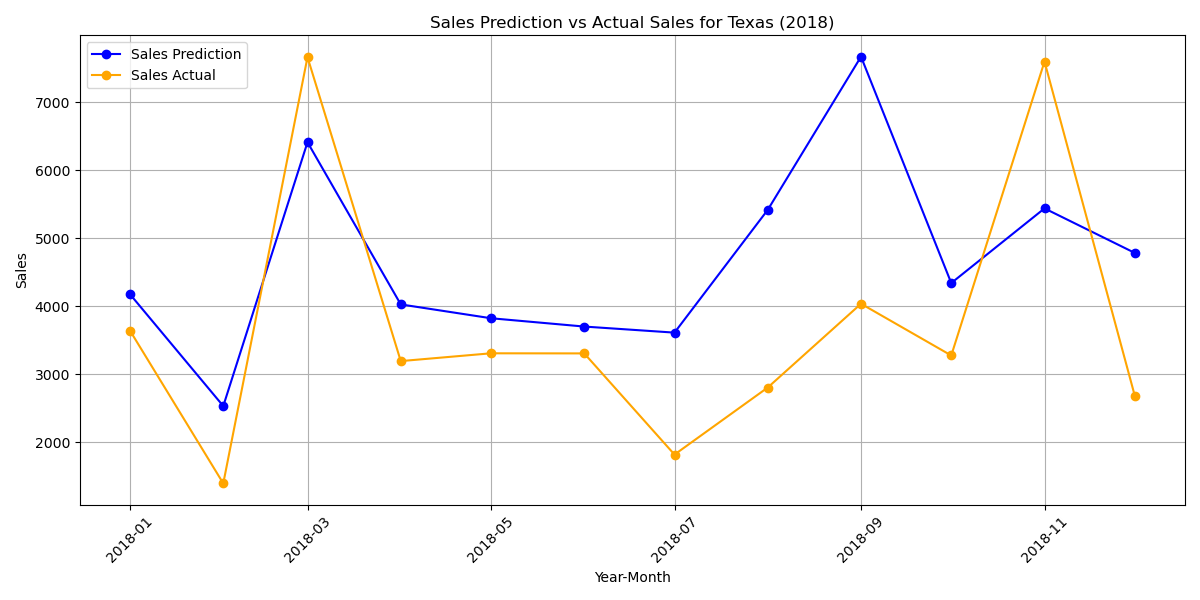 Sales Prediction vs Actual Sales for Texas (2018)
Sales Prediction
Sales Actual
Sales
7000
6000
5000
4000
3000
2000
2018-01
2018-03
2018-05
2018-07
2018-09
2018-11
Year-Month